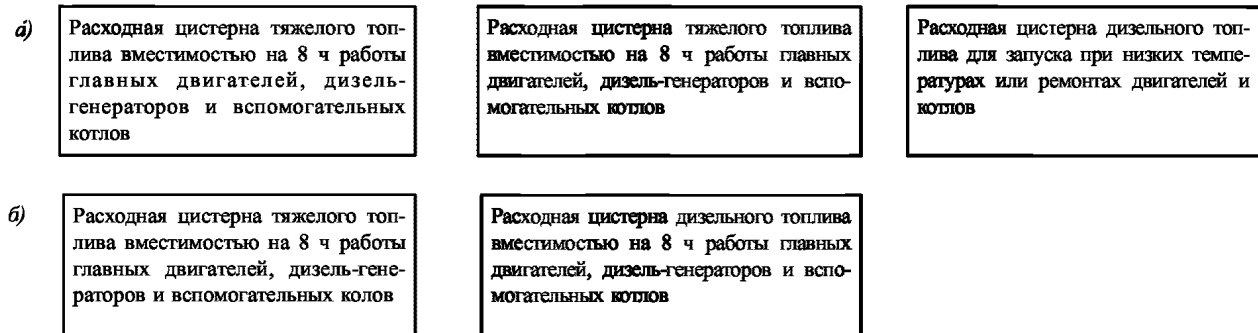 а)
Расходная цистерна тяжелого топ-
лива вместимостью на 8 ч работы
главных двигателей, дизель-
генераторов и вспомогательных
котлов
Расходная цистерна тяжелого топлива
вместимостью на 8 ч работы главных
двигателей, дизель-генераторов и вспо-
могательных котлов
Расходная цистерна дизельного топ-
лива для запуска при низких темпе-
ратурах или ремонтах двигателей и
котлов
б)
Расходная цистерна тяжелого топ-
лива вместимостью на 8 ч работы
главных двигателей, дизель-гене-
раторов и вспомогательных колов
Расходная цистерна дизельного топлива
вместимостью на 8 ч работы главных
двигателей, дизель-генераторов и вспо-
могательных котлов